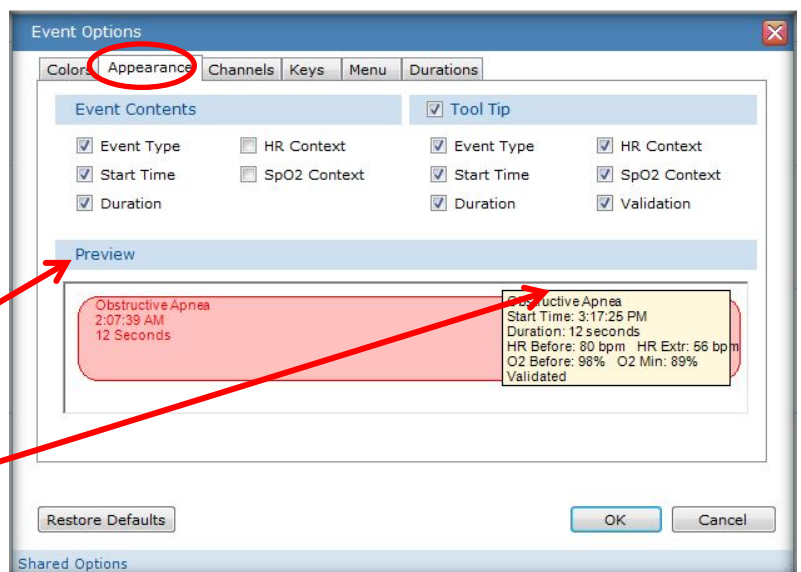 Event Options
Colors Appearance Channels Keys Menu Durations
Event Contents
Event Type HR Context
Start Time SpO2 Context
Duration
Tool Tip
Event Type HR Context
Start Time SpO2 Context
Duration Validation
Preview
Obstructive Apnea
2:07:39 AM
12 Seconds
Obstructive Apnea
Start Time: 3:17:25 PM
Duration: 12 seconds
HR Before: 80 bpm HR Extr: 56 bpm
O2 Before: 98% O2 Min: 89%
Validated
Restore Defaults OK Cancel
Shared Options